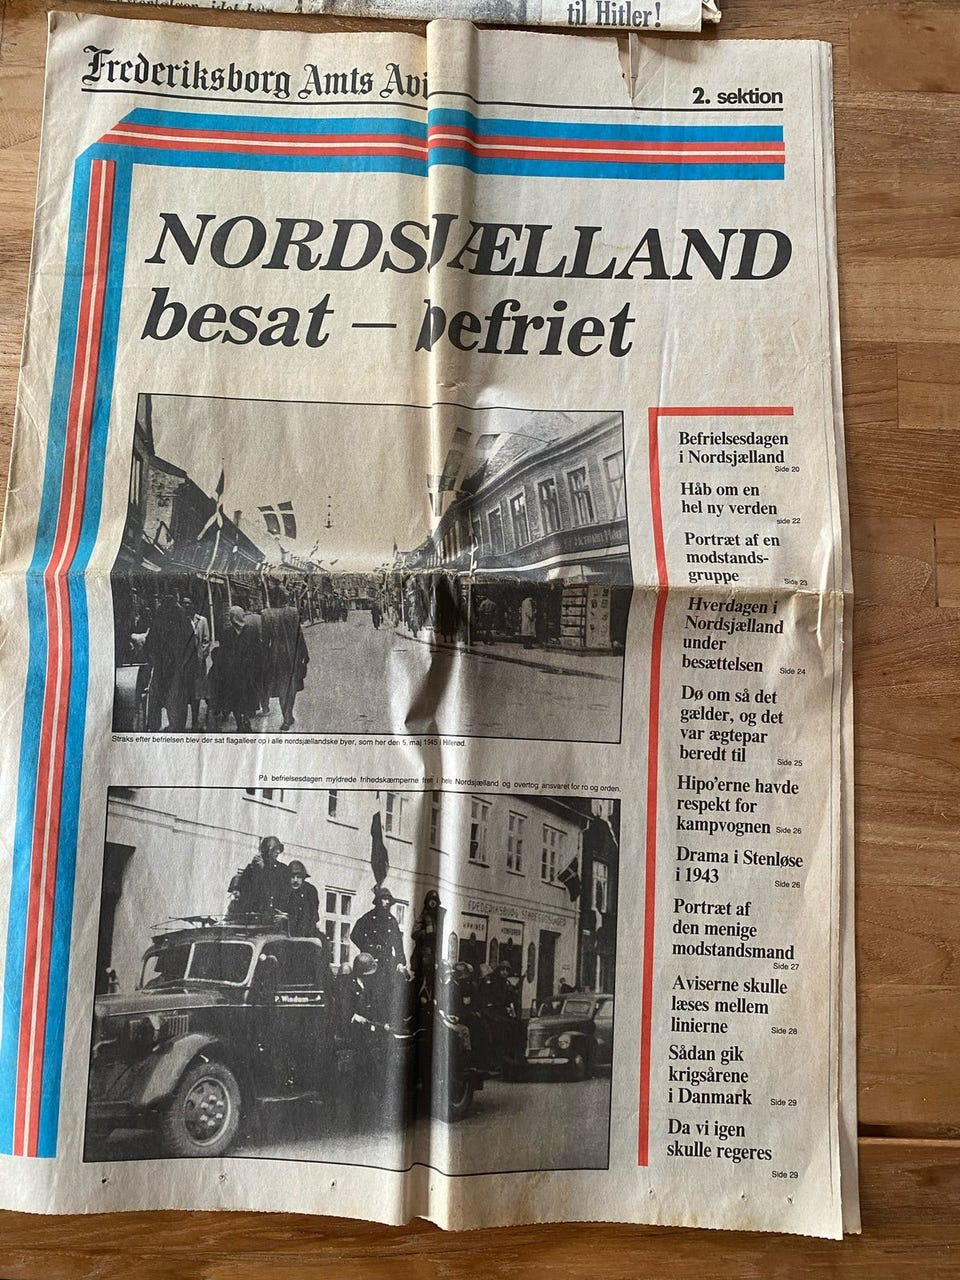 til Hitler!
Frederiksborg Amts Avi
2. sektion
NORDSJÆLLAND
besat – befriet
Straks efter befrielsen blev der sat flagalleer op i alle nordsjællandske byer, som her den 5. maj 1945 i Hillerød.
På befrielsesdagen myldrede frihedskæmperne frem i hele Nordsjælland og overtog ansvaret for ro og orden.
FREDERIKSBORG
P. Windum
Befrielsesdagen
i Nordsjælland
Side 20
Håb om en
hel ny verden
side 22
Portræt af en
modstands-
gruppe Side 23
Hverdagen i
Nordsjælland
under
besættelsen Side 24
Dø om så det
gælder, og det
var ægtepar
beredt til Side 25
Hipo'erne havde
respekt for
kampvognen Side 26
Drama i Stenløse
i 1943 Side 26
Portræt af
den menige
modstandsmand
Side 27
Aviserne skulle
læses mellem
linierne Side 28
Sådan gik
krigsårene
i Danmark Side 29
Da vi igen
skulle regeres
Side 29